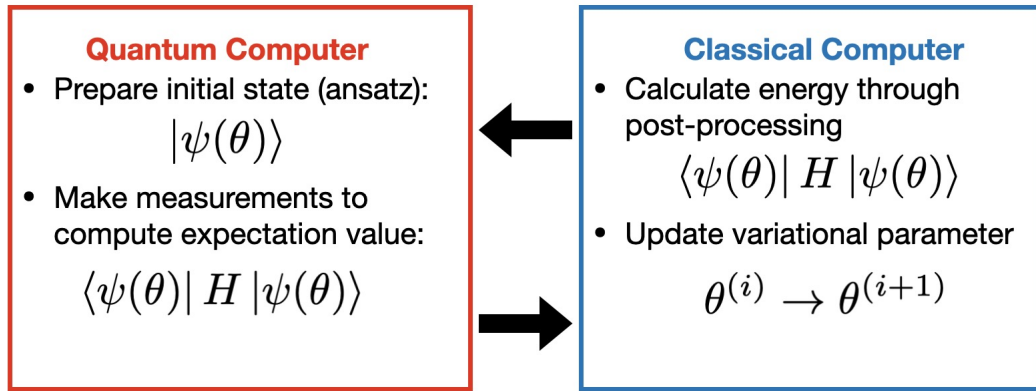 Quantum Computer
• Prepare initial state (ansatz):
|ψ(θ)⟩
• Make measurements to
compute expectation value:
⟨ψ(θ)| H |ψ(θ)⟩
Classical Computer
• Calculate energy through
post-processing
⟨ψ(θ)| H |ψ(θ)⟩
• Update variational parameter
θ⁽ⁱ⁾ → θ⁽ⁱ⁺¹⁾